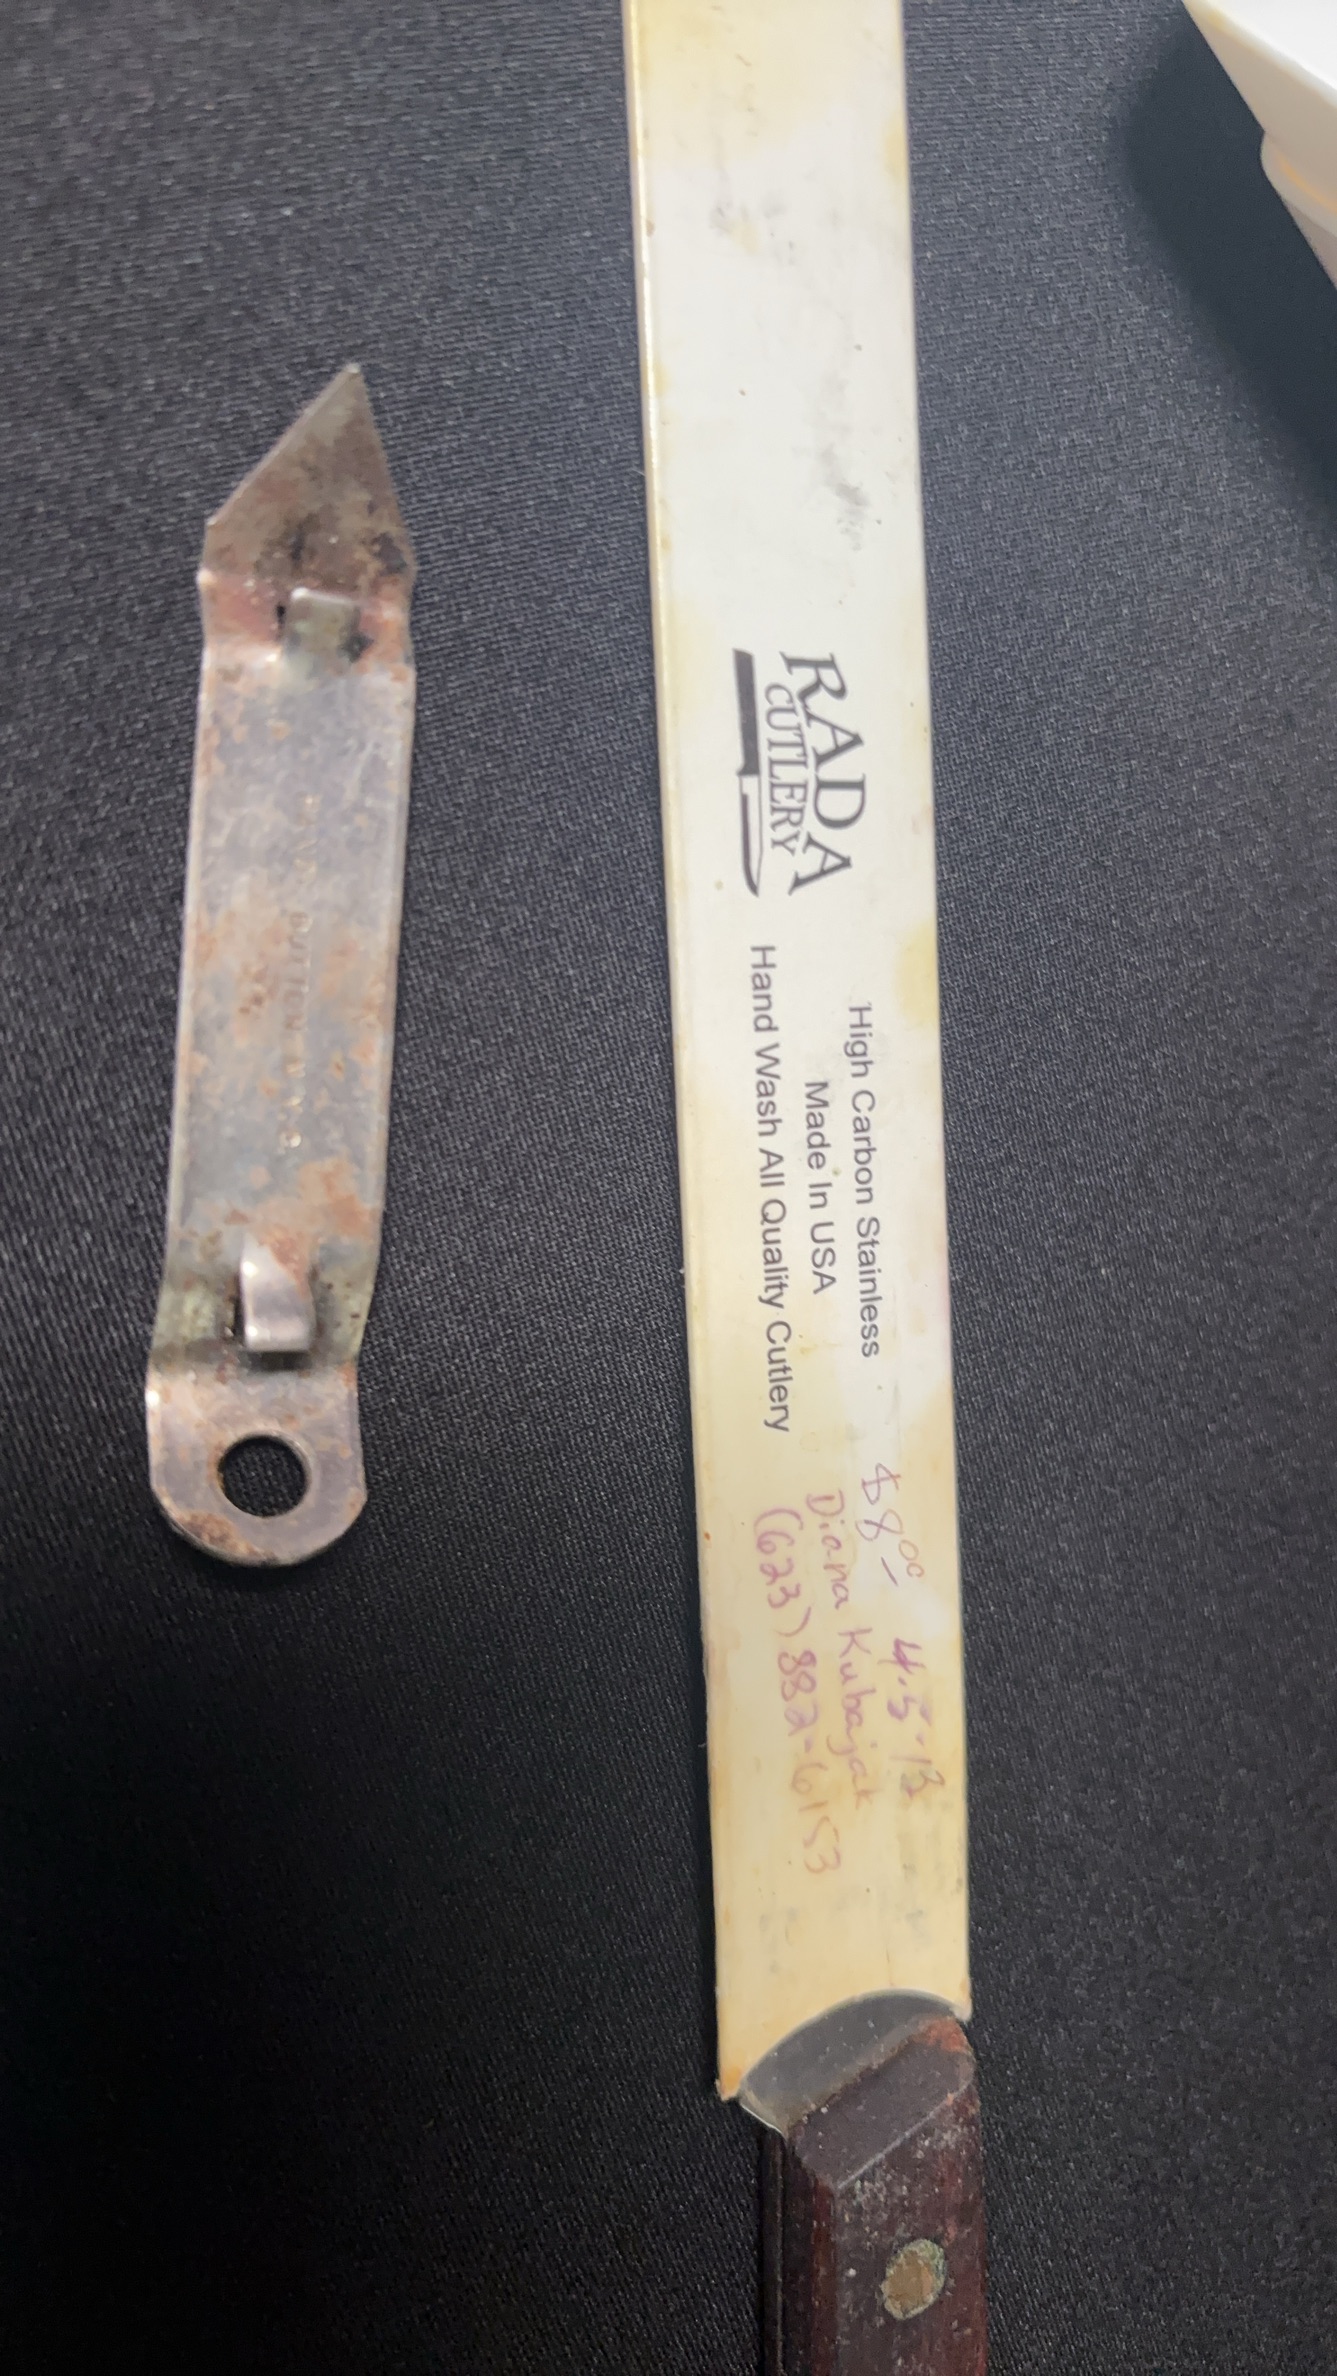 RADA
CUTLERY
High Carbon Stainless
Made In USA
Hand Wash All Quality Cutlery
$8 00 4.5.13
Diana Kubajak
(623) 882-6153